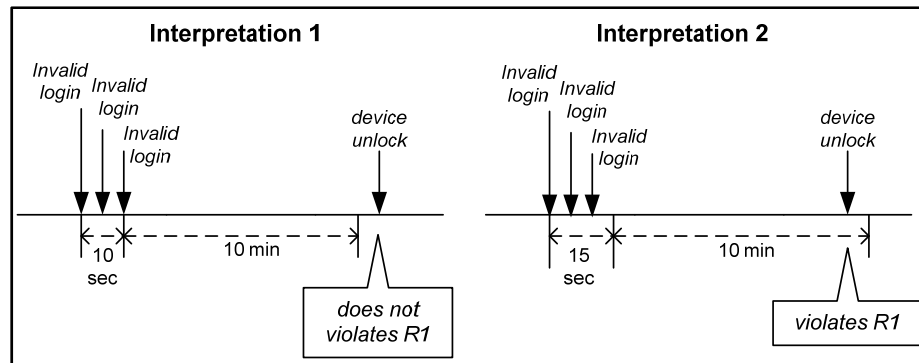 Interpretation 1
Invalid
login
Invalid
login
Invalid
login
device
unlock
10
sec
10 min
does not
violates R1
Interpretation 2
Invalid
login
Invalid
login
Invalid
login
device
unlock
15
sec
10 min
violates R1